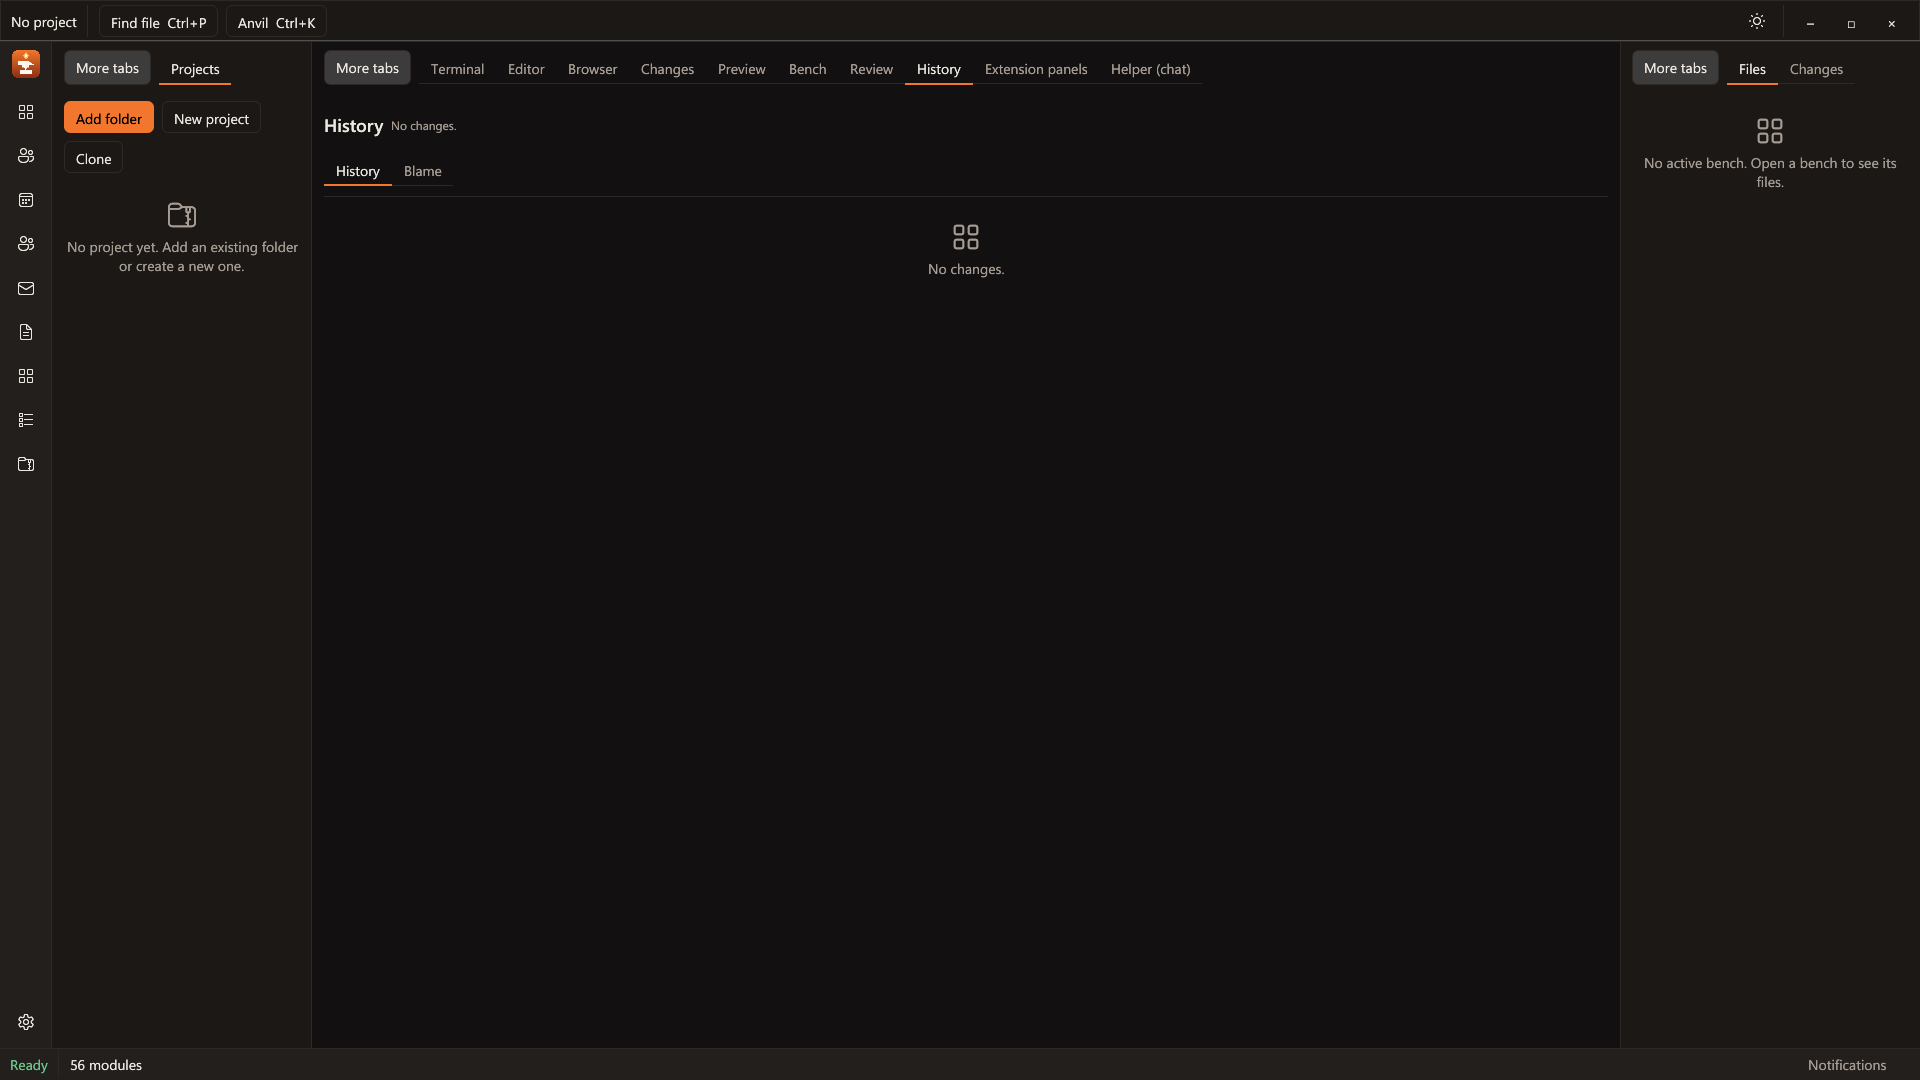 No project
Find file Ctrl+P
Anvil Ctrl+K
More tabs
Projects
Add folder
New project
Clone
No project yet. Add an existing folder
or create a new one.
More tabs
Terminal
Editor
Browser
Changes
Preview
Bench
Review
History
Extension panels
Helper (chat)
History No changes.
History
Blame
No changes.
More tabs
Files
Changes
No active bench. Open a bench to see its
files.
Ready
56 modules
Notifications